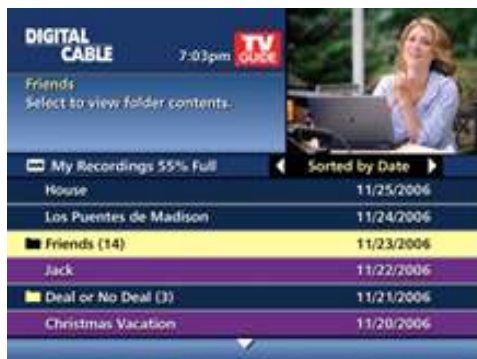 DIGITAL
CABLE
7:03pm
TV
GUIDE
Friends
Select to view folder contents.
My Recordings 55% Full
Sorted by Date
House 11/25/2006
Los Puentes de Madison 11/24/2006
Friends (14) 11/23/2006
Jack 11/22/2006
Deal or No Deal (3) 11/21/2006
Christmas Vacation 11/20/2006